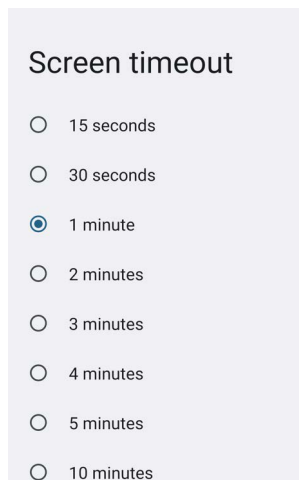 Screen timeout
15 seconds
30 seconds
1 minute
2 minutes
3 minutes
4 minutes
5 minutes
10 minutes